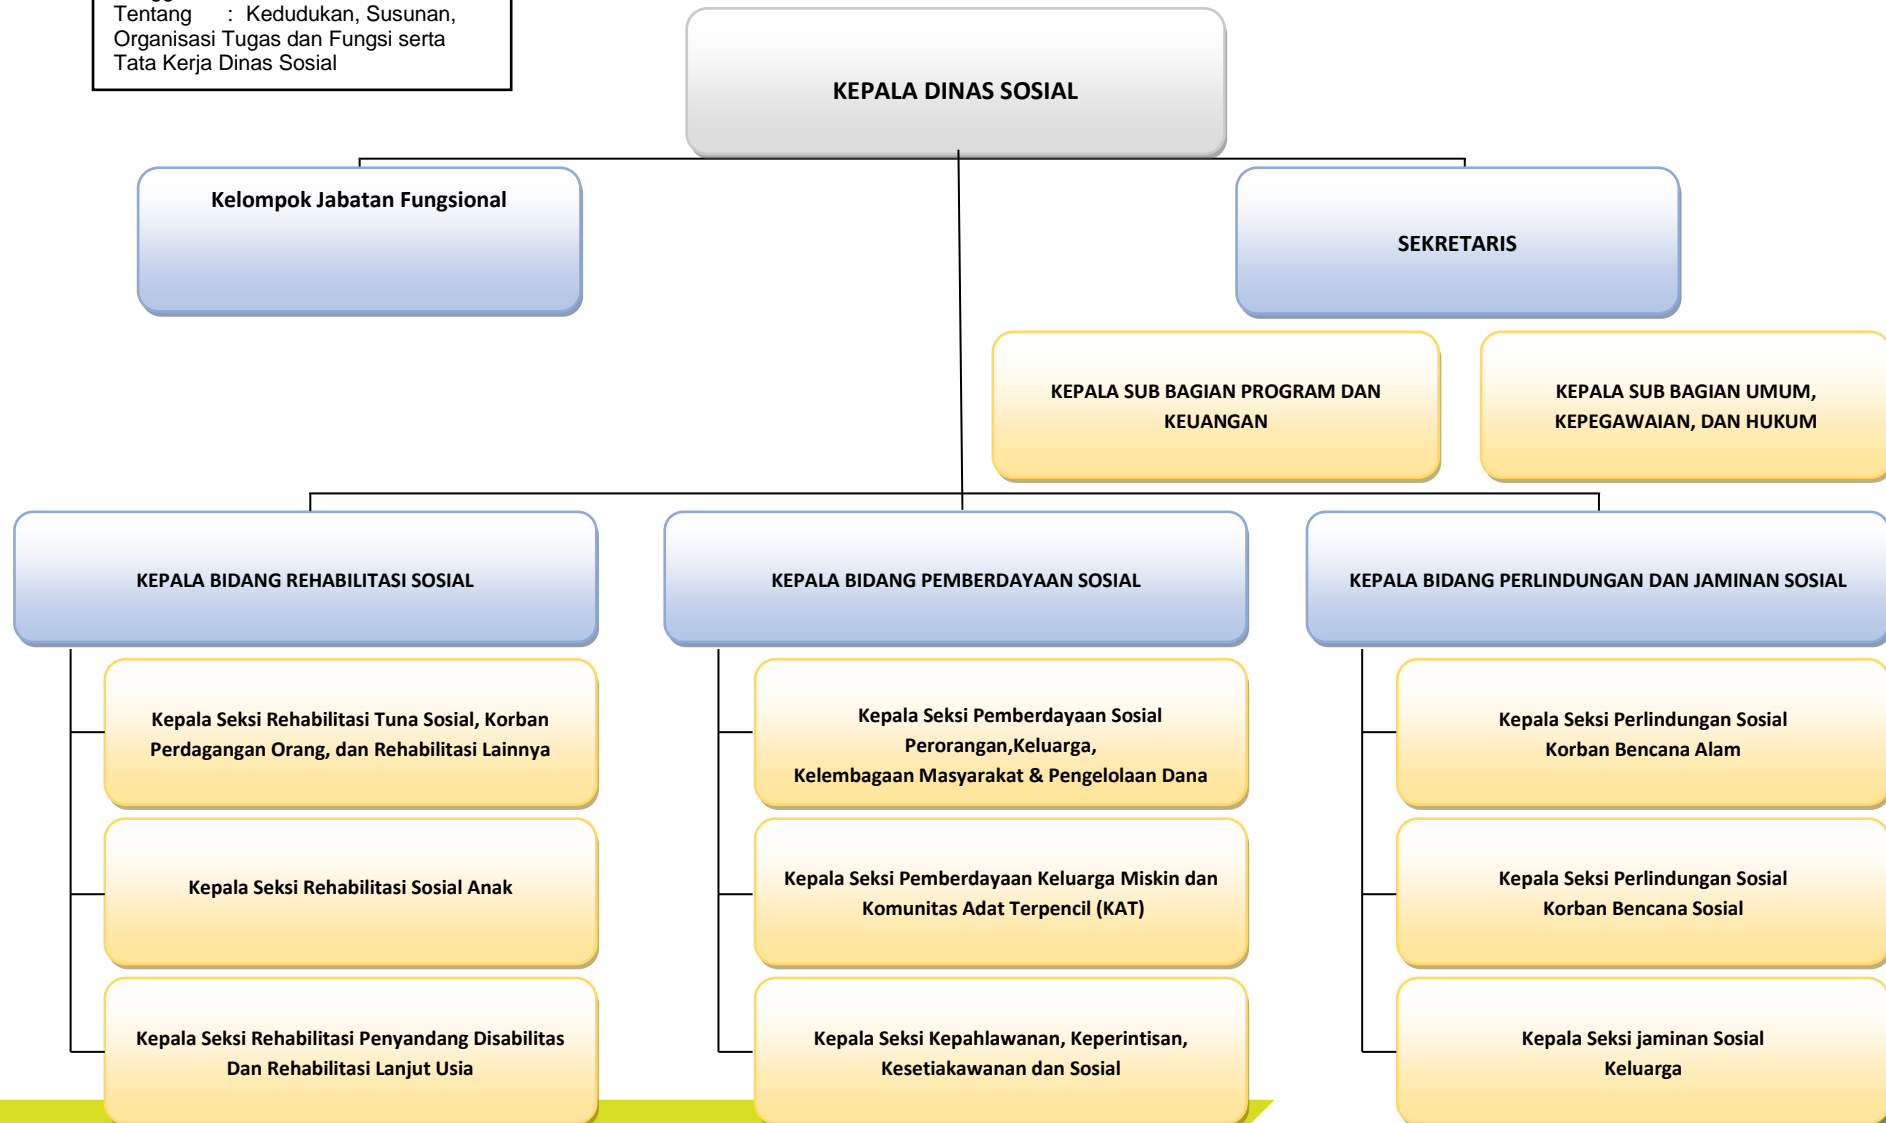 Tentang : Kedudukan, Susunan,
Organisasi Tugas dan Fungsi serta
Tata Kerja Dinas Sosial
KEPALA DINAS SOSIAL
Kelompok Jabatan Fungsional
SEKRETARIS
KEPALA SUB BAGIAN PROGRAM DAN
KEUANGAN
KEPALA SUB BAGIAN UMUM,
KEPEGAWAIAN, DAN HUKUM
KEPALA BIDANG REHABILITASI SOSIAL
KEPALA BIDANG PEMBERDAYAAN SOSIAL
KEPALA BIDANG PERLINDUNGAN DAN JAMINAN SOSIAL
Kepala Seksi Rehabilitasi Tuna Sosial, Korban
Perdagangan Orang, dan Rehabilitasi Lainnya
Kepala Seksi Rehabilitasi Sosial Anak
Kepala Seksi Rehabilitasi Penyandang Disabilitas
Dan Rehabilitasi Lanjut Usia
Kepala Seksi Pemberdayaan Sosial
Perorangan,Keluarga,
Kelembagaan Masyarakat & Pengelolaan Dana
Kepala Seksi Pemberdayaan Keluarga Miskin dan
Komunitas Adat Terpencil (KAT)
Kepala Seksi Kepahlawanan, Keperintisan,
Kesetiakawanan dan Sosial
Kepala Seksi Perlindungan Sosial
Korban Bencana Alam
Kepala Seksi Perlindungan Sosial
Korban Bencana Sosial
Kepala Seksi jaminan Sosial
Keluarga